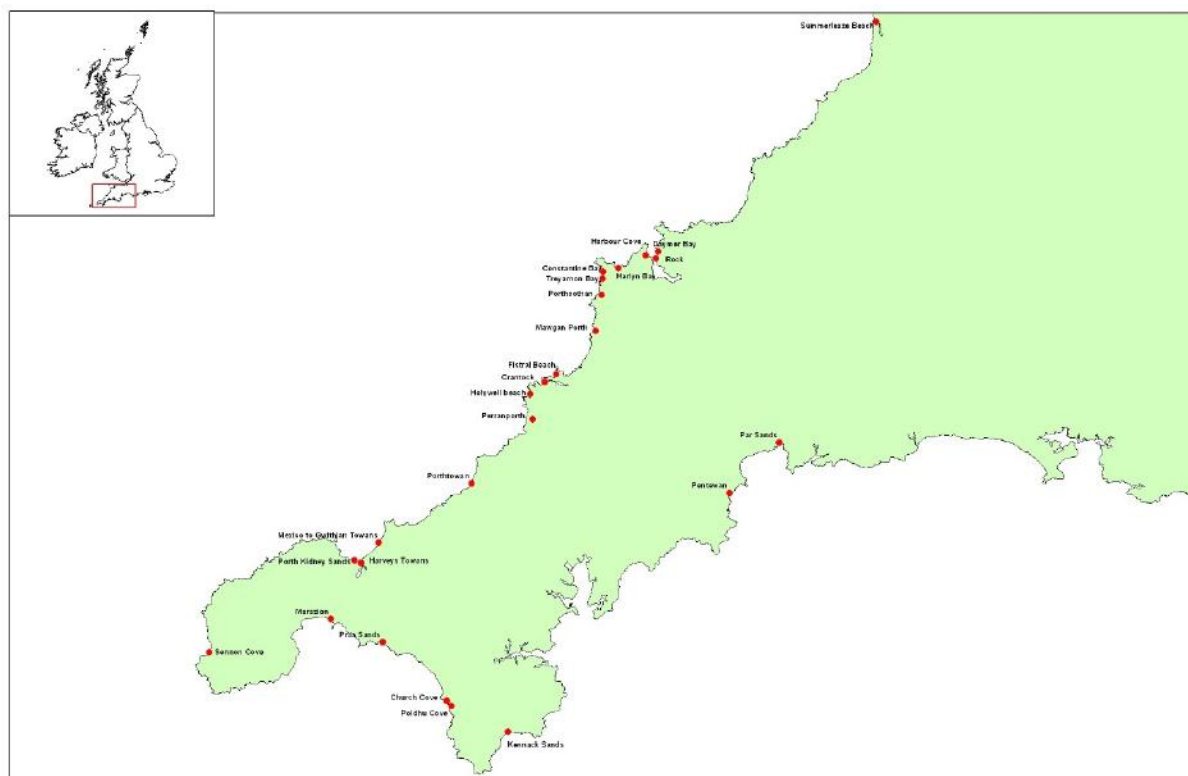 Summerleaze Beach
Harbour Cove
Daymer Bay
Rock
Constantine Bay
Harlyn Bay
Treyarnon Bay
Porthcothan
Mawgan Porth
Fistral Beach
Crantock
Holywell beach
Perranporth
Par Sands
Porthtowan
Pentewan
Mexico to Gwithian Towans
Porth Kidney Sands
Harveys Towans
Marazion
Praa Sands
Sennen Cove
Church Cove
Poldhu Cove
Kennack Sands